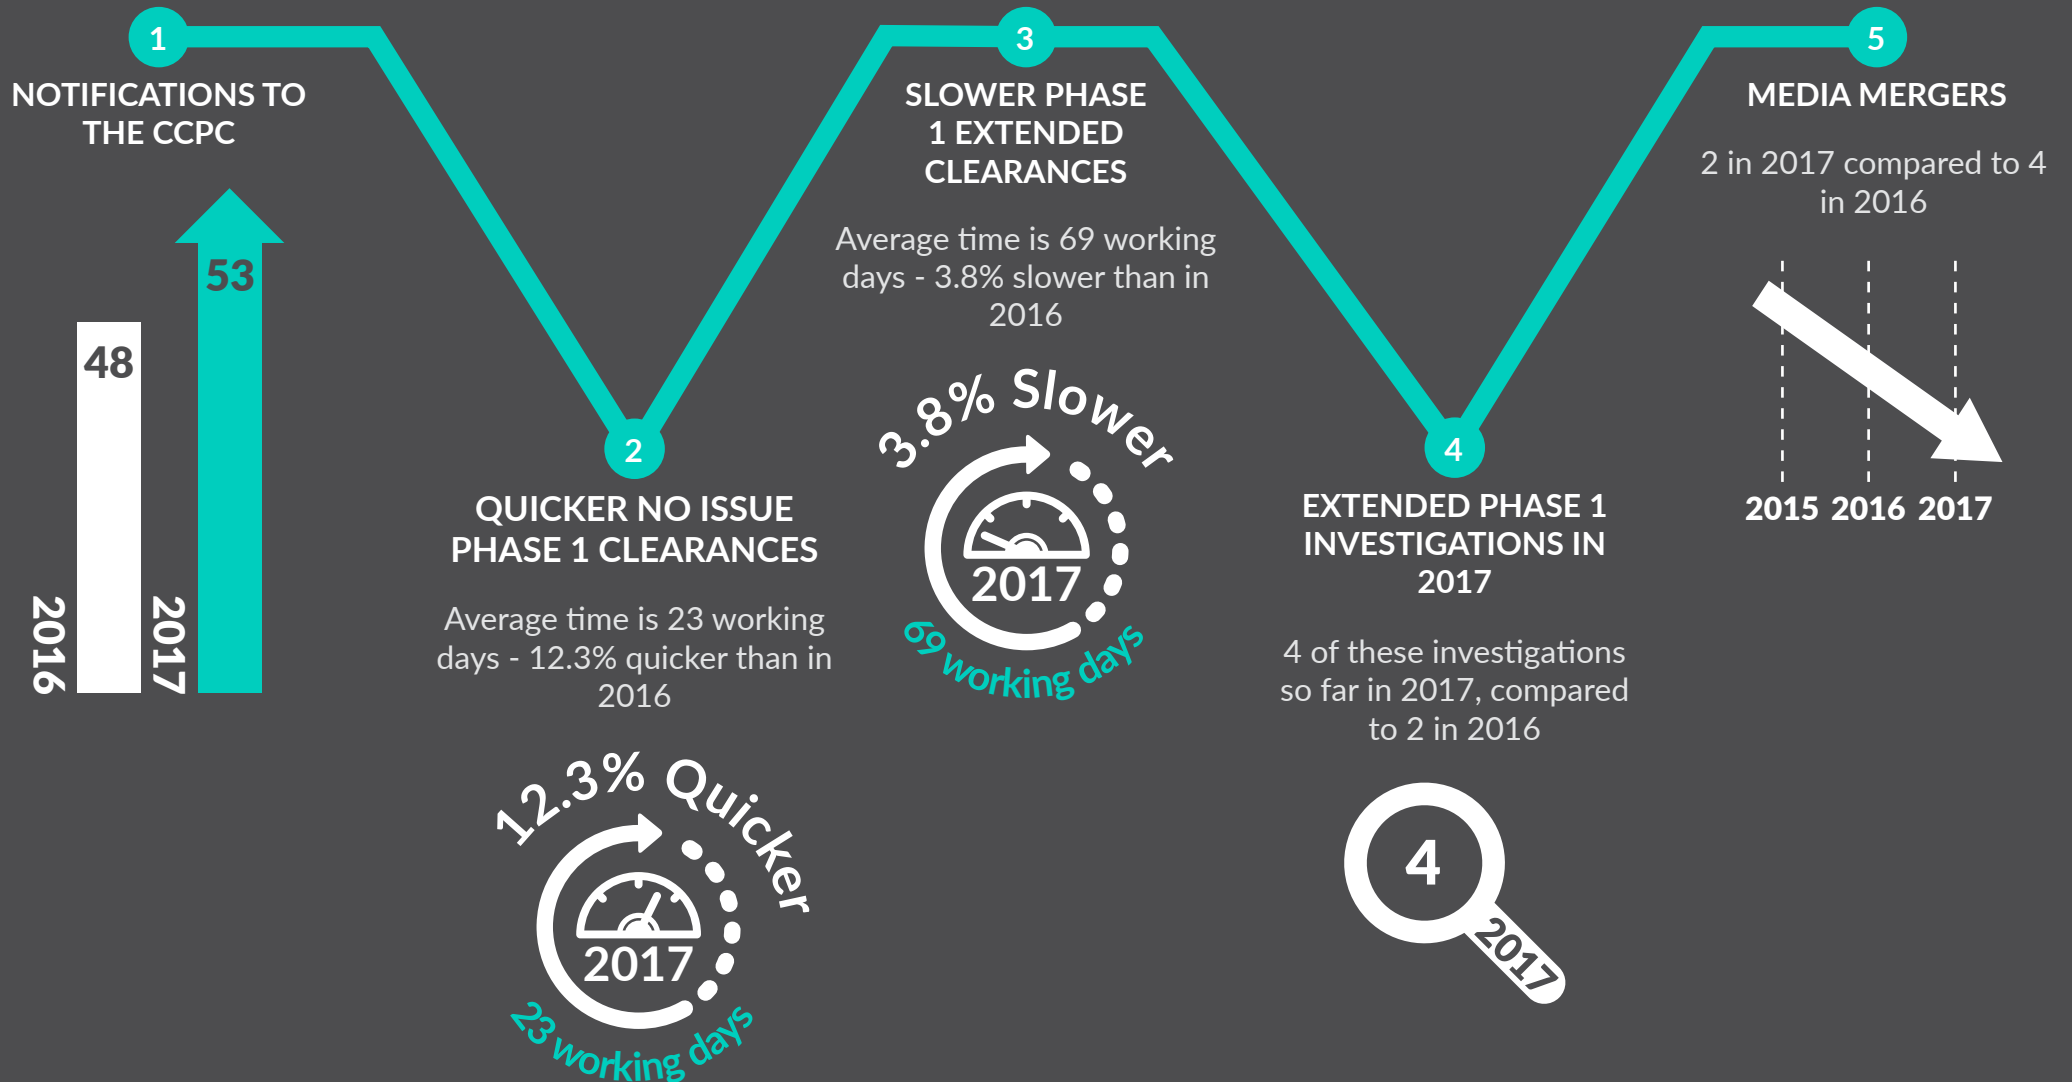 1
NOTIFICATIONS TO
THE CCPC
53
48
2016
2017
2
QUICKER NO ISSUE
PHASE 1 CLEARANCES
Average time is 23 working
days - 12.3% quicker than in
2016
12.3% Quicker
2017
23 working days
3
SLOWER PHASE
1 EXTENDED
CLEARANCES
Average time is 69 working
days - 3.8% slower than in
2016
3.8% Slower
2017
69 working days
4
EXTENDED PHASE 1
INVESTIGATIONS IN
2017
4 of these investigations
so far in 2017, compared
to 2 in 2016
4
2017
5
MEDIA MERGERS
2 in 2017 compared to 4
in 2016
2015 2016 2017